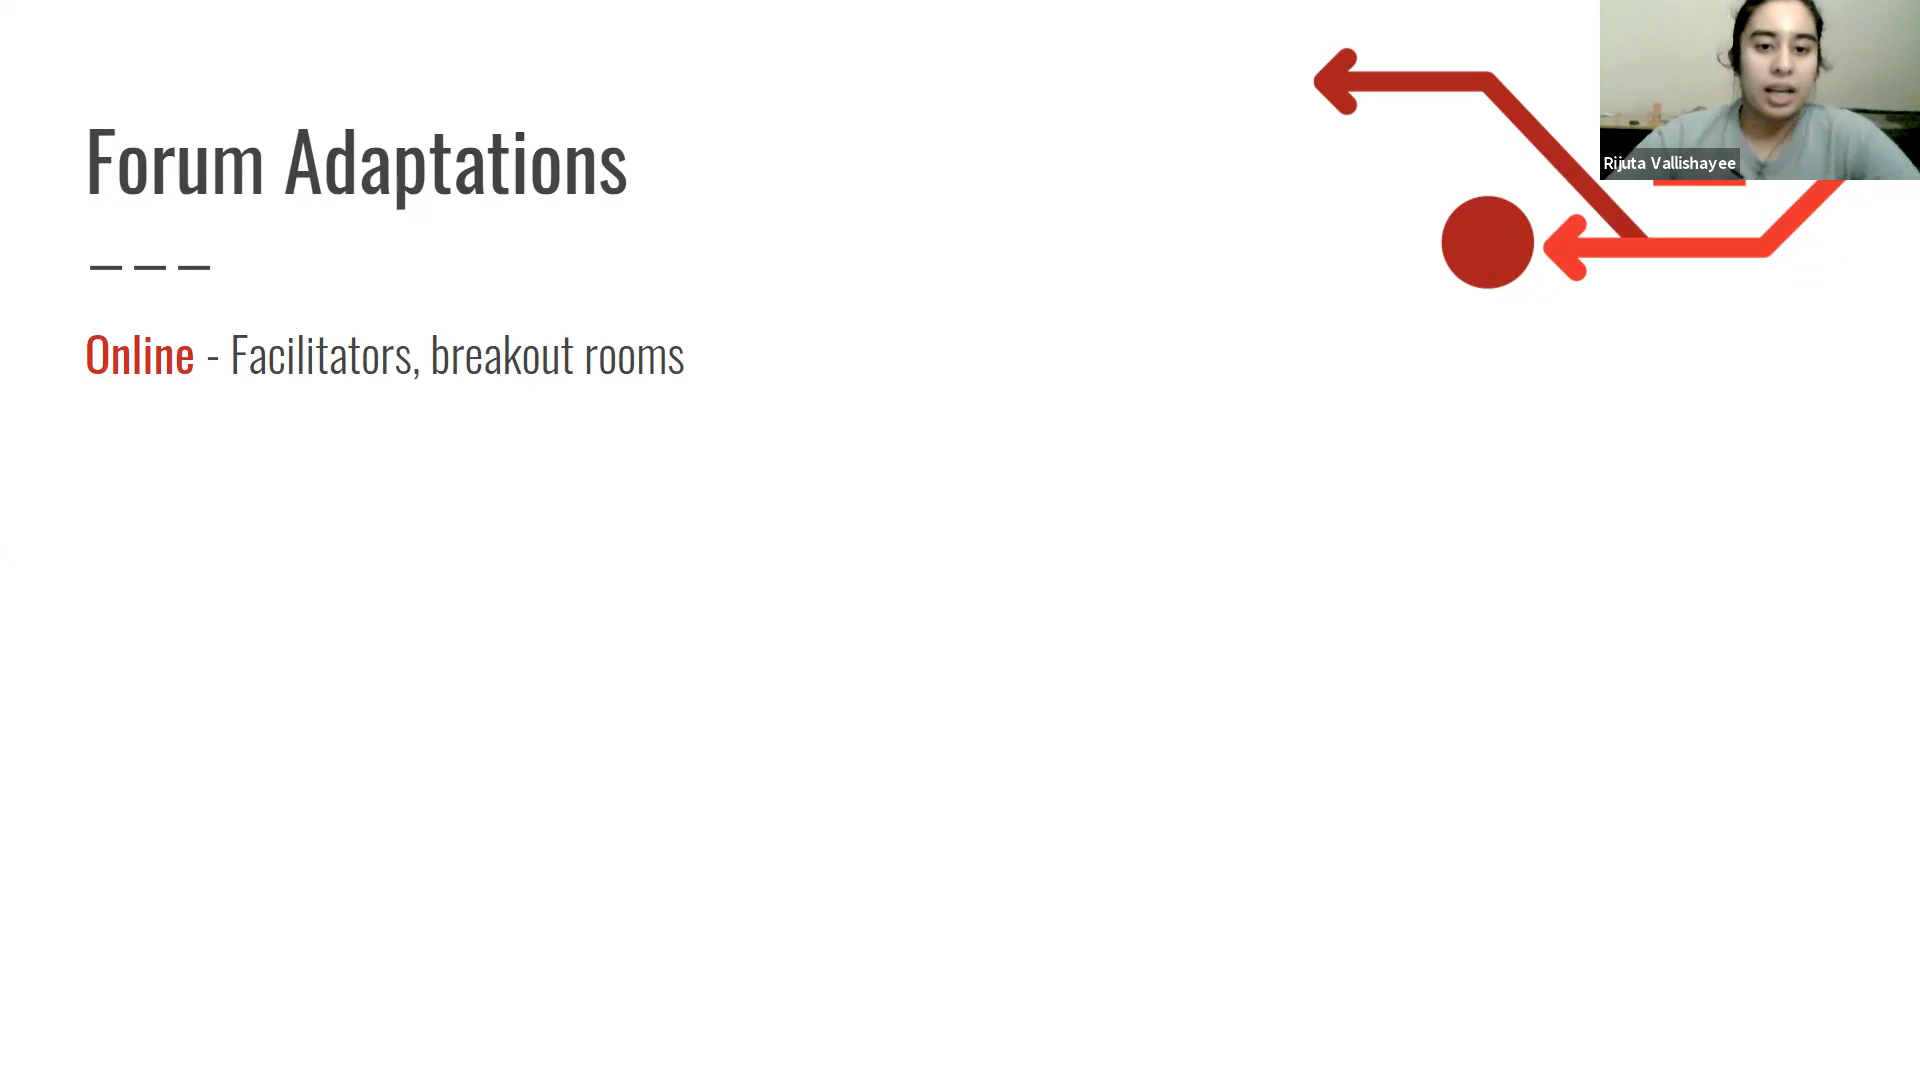 Forum Adaptations
Online - Facilitators, breakout rooms
Rijuta Vallishayee